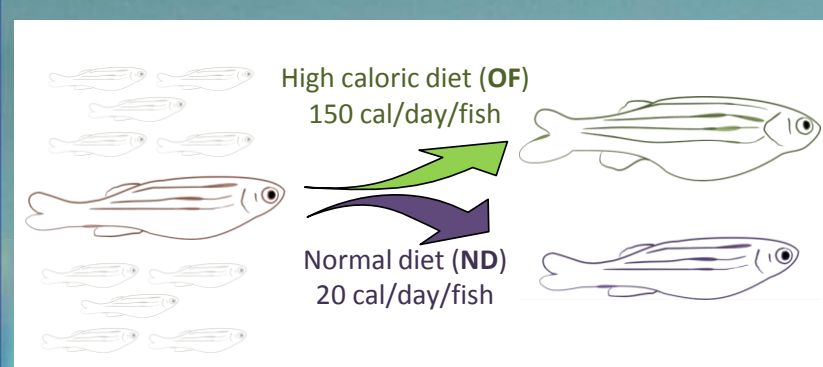 High caloric diet (OF)
150 cal/day/fish
Normal diet (ND)
20 cal/day/fish